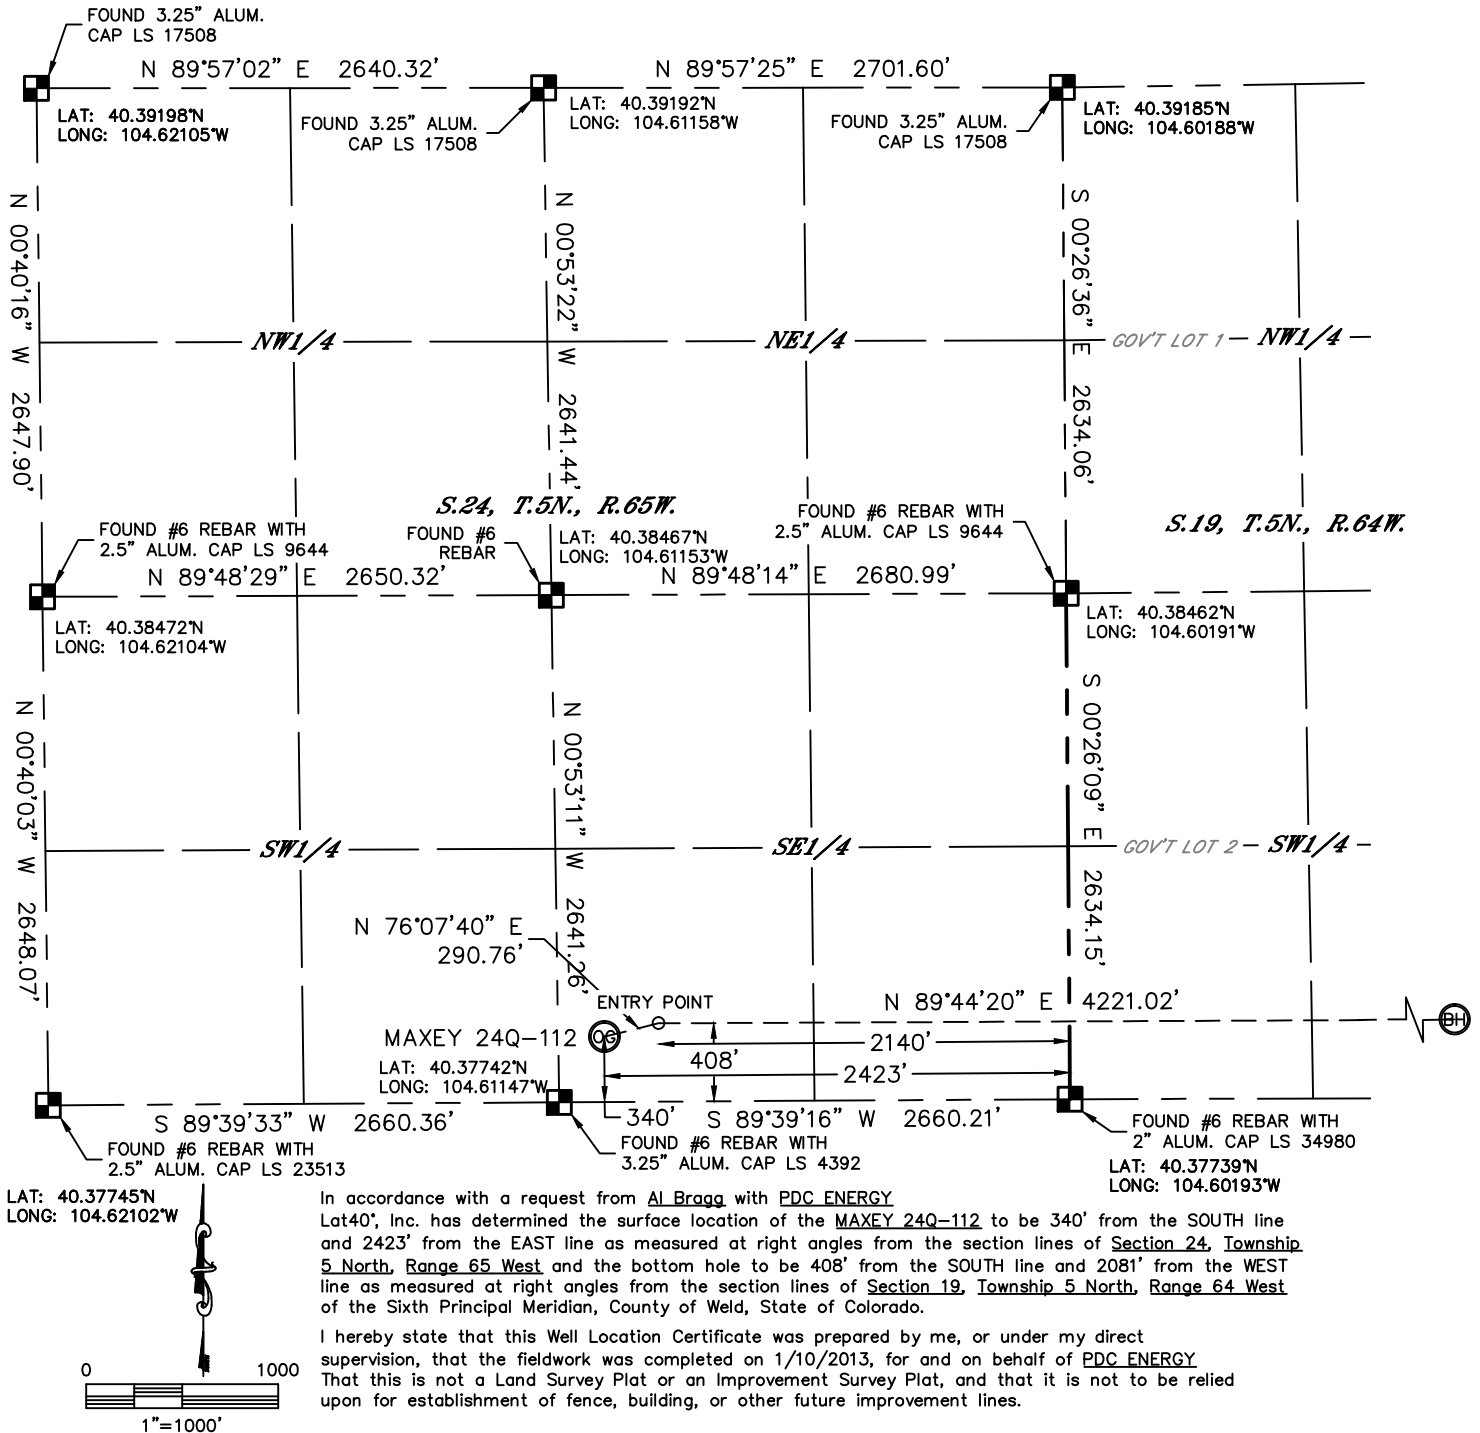 FOUND 3.25" ALUM.
CAP LS 17508
N 89°57'02" E 2640.32'
N 89°57'25" E 2701.60'
LAT: 40.39198°N
LONG: 104.62105°W
FOUND 3.25" ALUM.
CAP LS 17508
LAT: 40.39192°N
LONG: 104.61158°W
FOUND 3.25" ALUM.
CAP LS 17508
LAT: 40.39185°N
LONG: 104.60188°W
N 00°40'16" W 2647.90'
N 00°53'22" W 2641.44'
S 00°26'36" E 2634.06'
NW1/4
NE1/4
GOV'T LOT 1
NW1/4
S.24, T.5N., R.65W.
S.19, T.5N., R.64W.
FOUND #6 REBAR WITH
2.5" ALUM. CAP LS 9644
FOUND #6
REBAR
LAT: 40.38467°N
LONG: 104.61153°W
FOUND #6 REBAR WITH
2.5" ALUM. CAP LS 9644
N 89°48'29" E 2650.32'
N 89°48'14" E 2680.99'
LAT: 40.38472°N
LONG: 104.62104°W
LAT: 40.38462°N
LONG: 104.60191°W
N 00°40'03" W 2648.07'
N 00°53'11" W 2641.26'
S 00°26'09" E 2634.15'
SW1/4
SE1/4
GOV'T LOT 2
SW1/4
N 76°07'40" E
290.76'
ENTRY POINT
N 89°44'20" E 4221.02'
MAXEY 24Q-112
OG
BH
2140'
408'
2423'
LAT: 40.37742°N
LONG: 104.61147°W
340'
S 89°39'33" W 2660.36'
S 89°39'16" W 2660.21'
FOUND #6 REBAR WITH
2.5" ALUM. CAP LS 23513
FOUND #6 REBAR WITH
3.25" ALUM. CAP LS 4392
FOUND #6 REBAR WITH
2" ALUM. CAP LS 34980
LAT: 40.37739°N
LONG: 104.60193°W
LAT: 40.37745°N
LONG: 104.62102°W
In accordance with a request from Al Bragg with PDC ENERGY
Lat40°, Inc. has determined the surface location of the MAXEY 24Q-112 to be 340' from the SOUTH line
and 2423' from the EAST line as measured at right angles from the section lines of Section 24, Township
5 North, Range 65 West and the bottom hole to be 408' from the SOUTH line and 2081' from the WEST
line as measured at right angles from the section lines of Section 19, Township 5 North, Range 64 West
of the Sixth Principal Meridian, County of Weld, State of Colorado.
I hereby state that this Well Location Certificate was prepared by me, or under my direct
supervision, that the fieldwork was completed on 1/10/2013, for and on behalf of PDC ENERGY
That this is not a Land Survey Plat or an Improvement Survey Plat, and that it is not to be relied
upon for establishment of fence, building, or other future improvement lines.
0 1000
1"=1000'